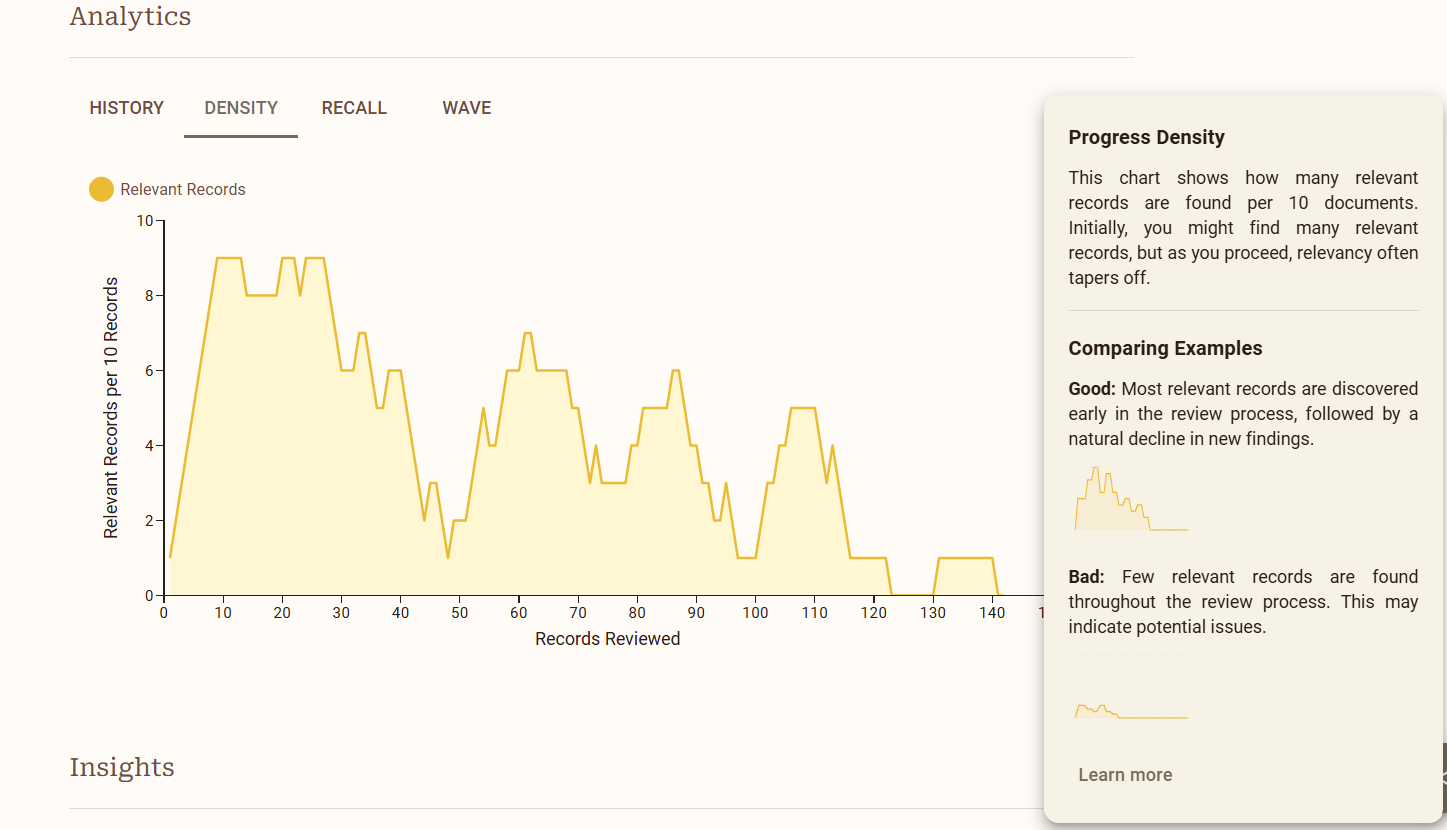 Analytics
HISTORY DENSITY RECALL WAVE
Relevant Records
Relevant Records per 10 Records
10
8
6
4
2
0
0 10 20 30 40 50 60 70 80 90 100 110 120 130 140
Records Reviewed
Insights
Progress Density
This chart shows how many relevant
records are found per 10 documents.
Initially, you might find many relevant
records, but as you proceed, relevancy often
tapers off.
Comparing Examples
Good: Most relevant records are discovered
early in the review process, followed by a
natural decline in new findings.
Bad: Few relevant records are found
throughout the review process. This may
indicate potential issues.
Learn more